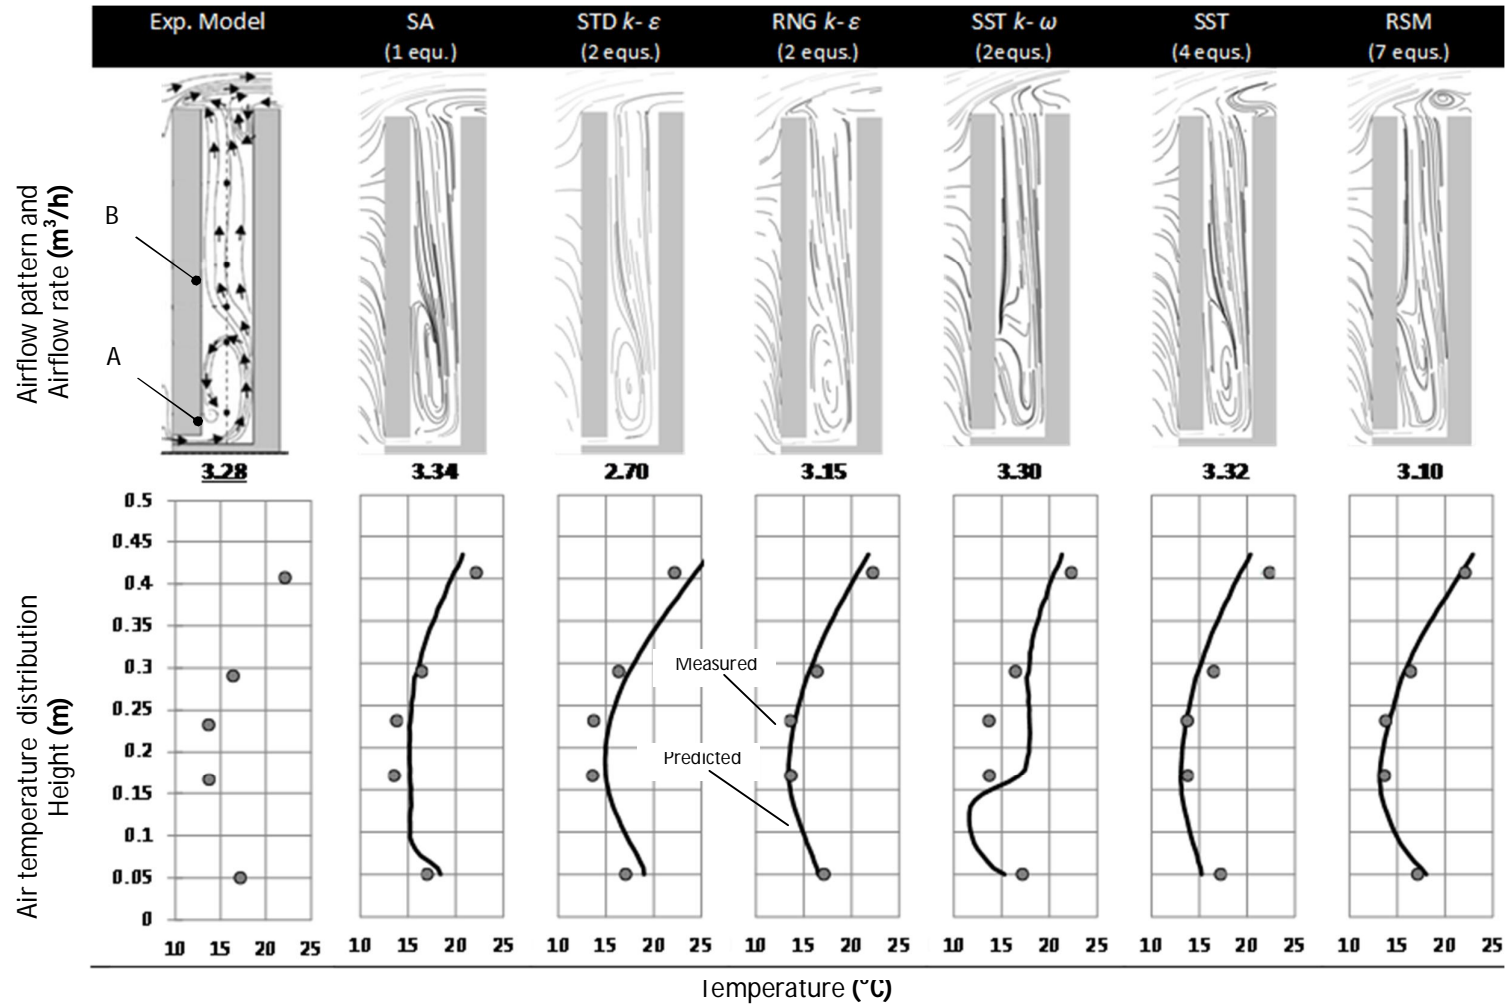 Exp. Model SA STD k- ε RNG k- ε SST k- ω SST RSM
(1 equ.) (2 equs.) (2 equs.) (2equs.) (4 equs.) (7 equs.)
Airflow pattern and
Airflow rate (m³/h)
B
A
3.28 3.34 2.70 3.15 3.30 3.32 3.10
Air temperature distribution
Height (m)
0.5
0.45
0.4
0.35
0.3
0.25
0.2
0.15
0.1
0.05
0
Measured
Predicted
10 15 20 25 10 15 20 25 10 15 20 25 10 15 20 25 10 15 20 25 10 15 20 25 10 15 20 25
Temperature (°C)